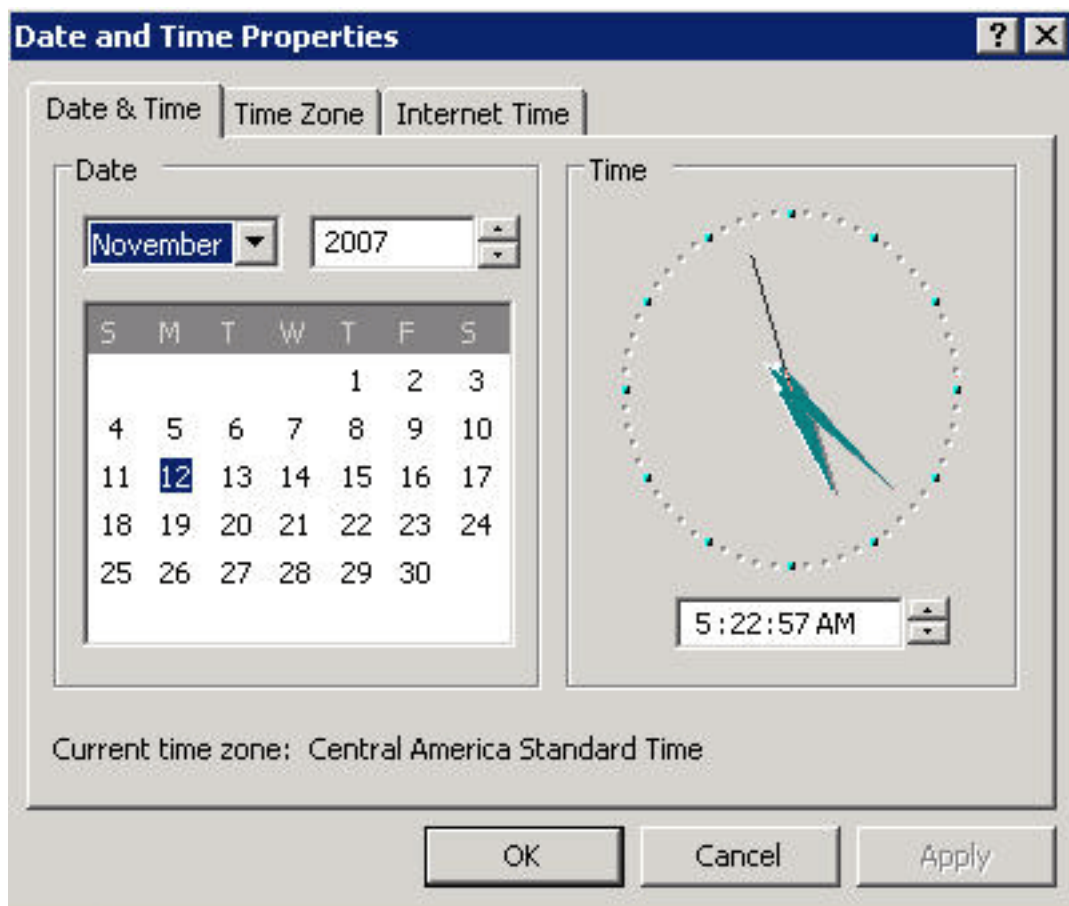 Date and Time Properties
Date & Time
Time Zone
Internet Time
Date
November
2007
S M T W T F S
1 2 3
4 5 6 7 8 9 10
11 12 13 14 15 16 17
18 19 20 21 22 23 24
25 26 27 28 29 30
Time
5:22:57 AM
Current time zone: Central America Standard Time
OK
Cancel
Apply